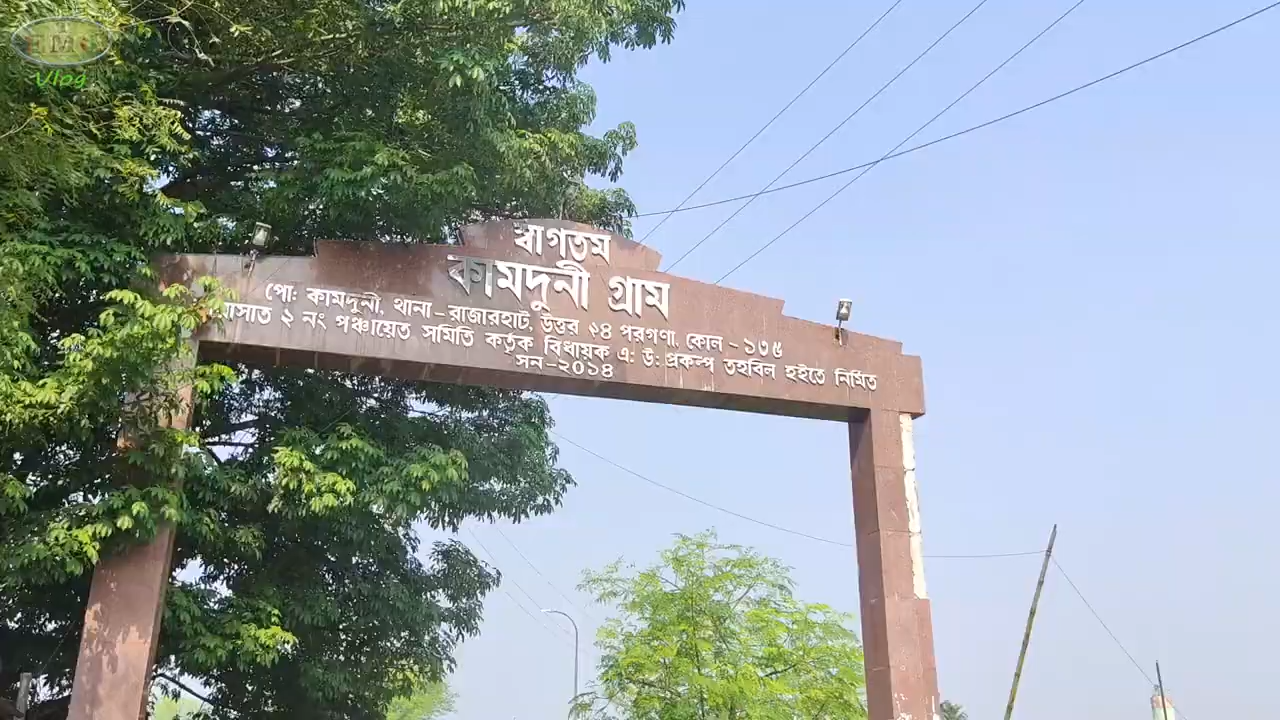 EMC
Vlog
স্বাগতম
কামদুনী গ্রাম
পো: কামদুনী, থানা – রাজারহাট, উত্তর ২৪ পরগণা, কোল – ১৩৫
২ নং পঞ্চায়েত সমিতি কর্তৃক বিধায়ক এ: উ: প্রকল্প তহবিল হইতে নির্মিত
সন–২০১৪